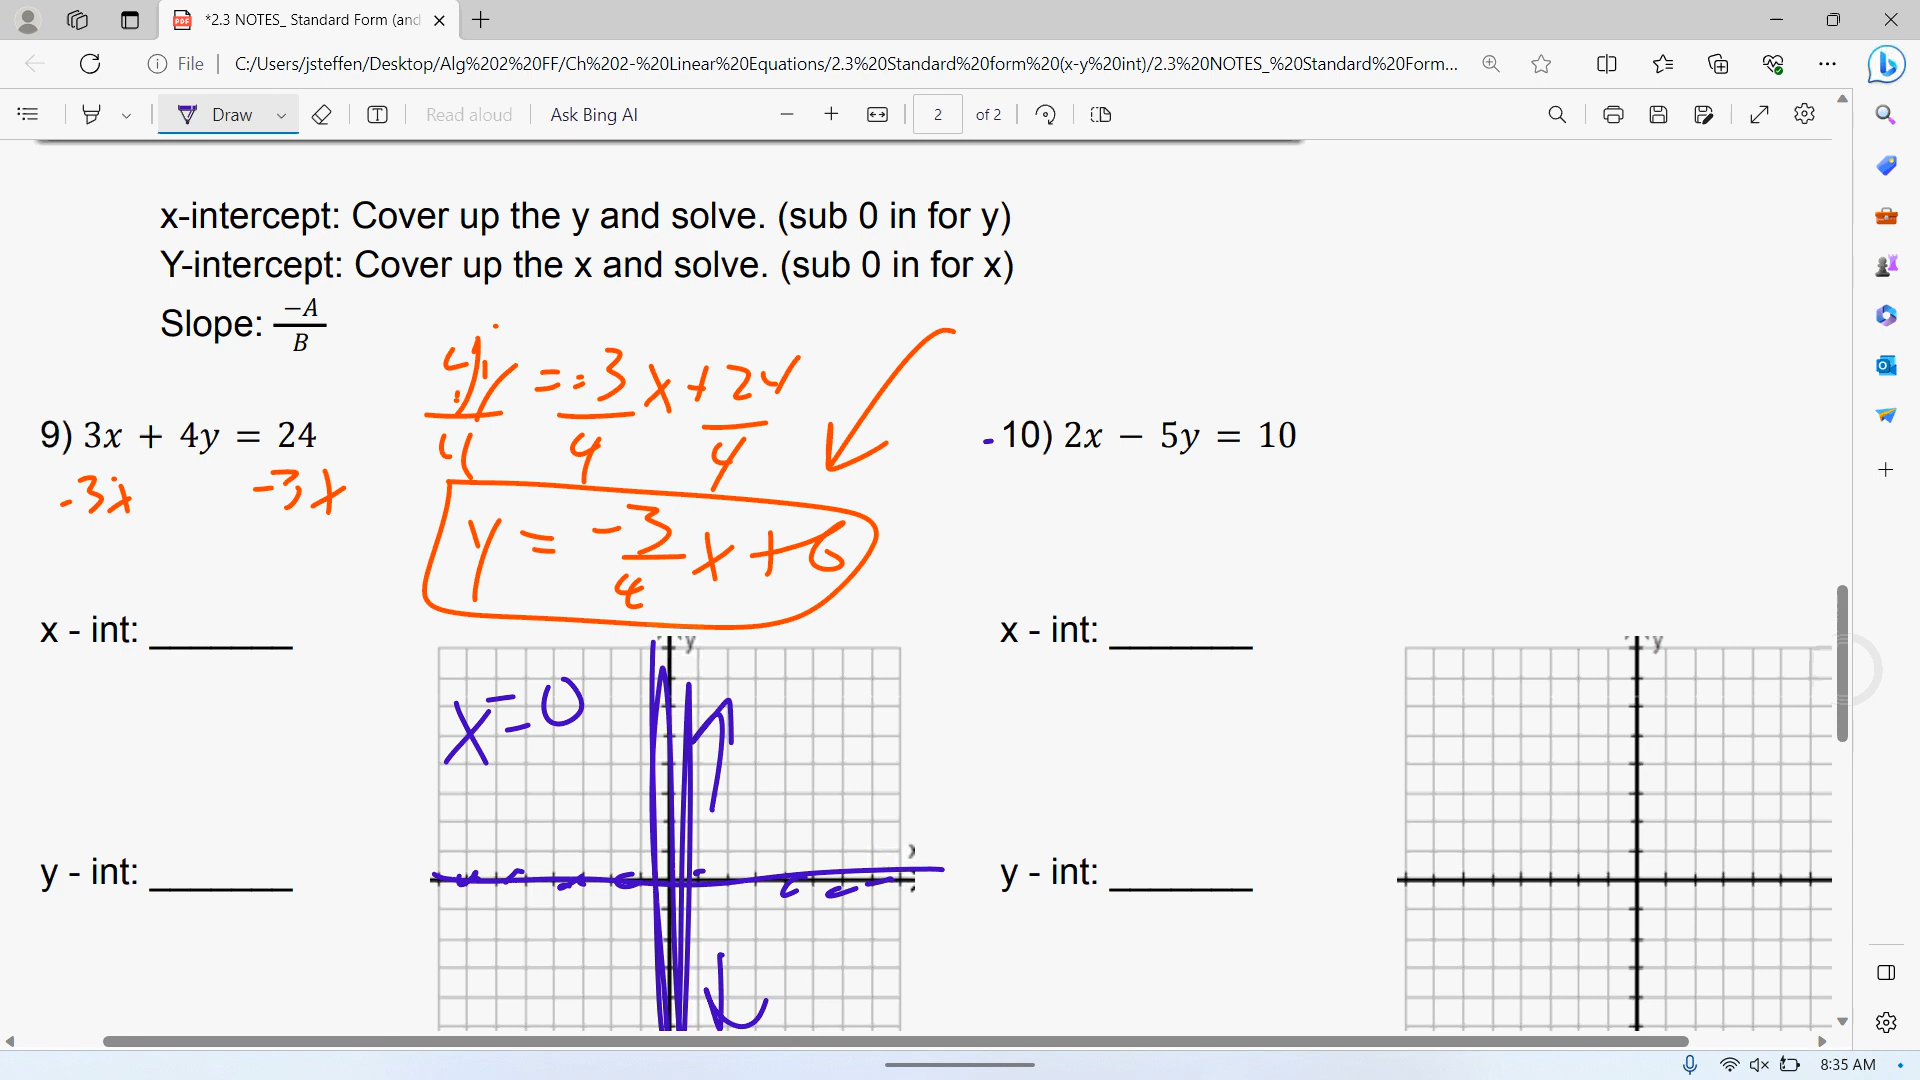 *2.3 NOTES_ Standard Form (and
File
C:/Users/jsteffen/Desktop/Alg%202%20FF/Ch%202-%20Linear%20Equations/2.3%20Standard%20form%20(x-y%20int)/2.3%20NOTES_%20Standard%20Form...
Draw
Read aloud
Ask Bing AI
2 of 2
x-intercept: Cover up the y and solve. (sub 0 in for y)
Y-intercept: Cover up the x and solve. (sub 0 in for x)
Slope: −A/B
4y = -3x + 24
4 4 4
9) 3x + 4y = 24
-3x -3x
y = -3/4 x + 6
- 10) 2x − 5y = 10
x - int: _______
x - int: _______
y
y
x = 0
x
y - int: _______
y - int: _______
8:35 AM